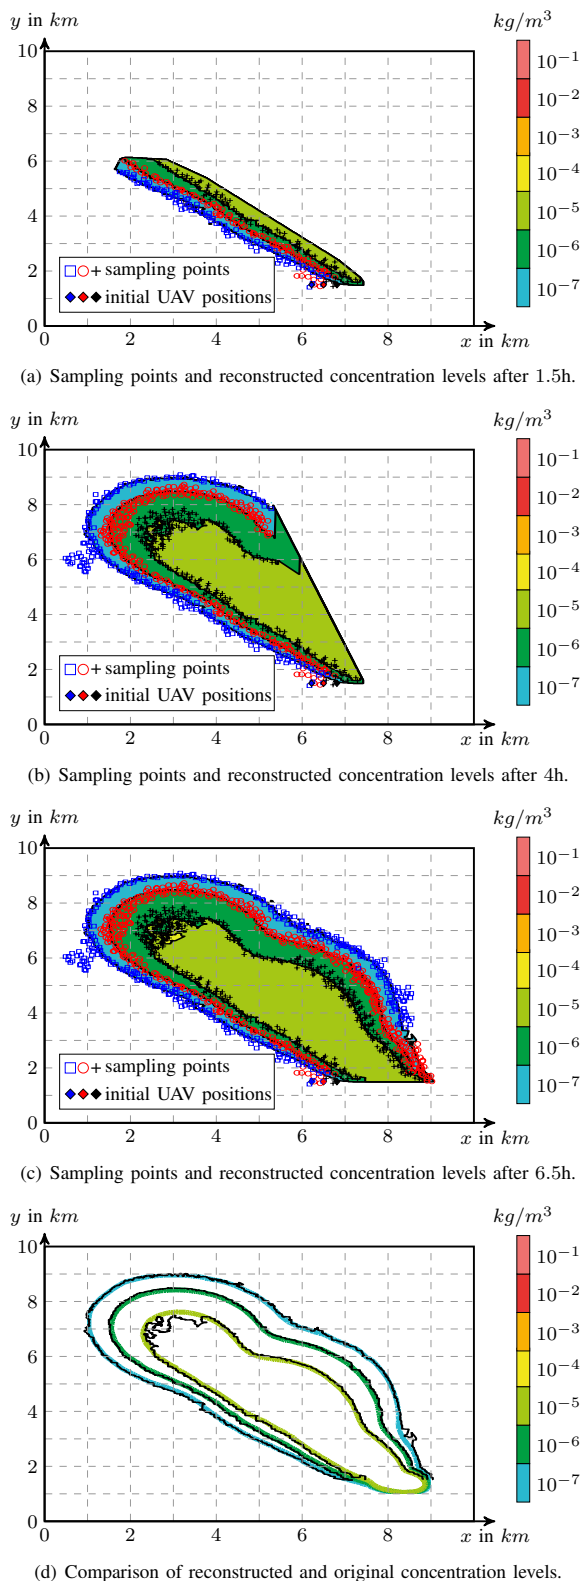 y in km
kg/m³
10
8
6
4
2
0
10⁻¹
10⁻²
10⁻³
10⁻⁴
10⁻⁵
10⁻⁶
10⁻⁷
sampling points
initial UAV positions
0 2 4 6 8
x in km
(a) Sampling points and reconstructed concentration levels after 1.5h.
y in km
kg/m³
10
8
6
4
2
0
10⁻¹
10⁻²
10⁻³
10⁻⁴
10⁻⁵
10⁻⁶
10⁻⁷
sampling points
initial UAV positions
0 2 4 6 8
x in km
(b) Sampling points and reconstructed concentration levels after 4h.
y in km
kg/m³
10
8
6
4
2
0
10⁻¹
10⁻²
10⁻³
10⁻⁴
10⁻⁵
10⁻⁶
10⁻⁷
sampling points
initial UAV positions
0 2 4 6 8
x in km
(c) Sampling points and reconstructed concentration levels after 6.5h.
y in km
kg/m³
10
8
6
4
2
0
10⁻¹
10⁻²
10⁻³
10⁻⁴
10⁻⁵
10⁻⁶
10⁻⁷
0 2 4 6 8
x in km
(d) Comparison of reconstructed and original concentration levels.